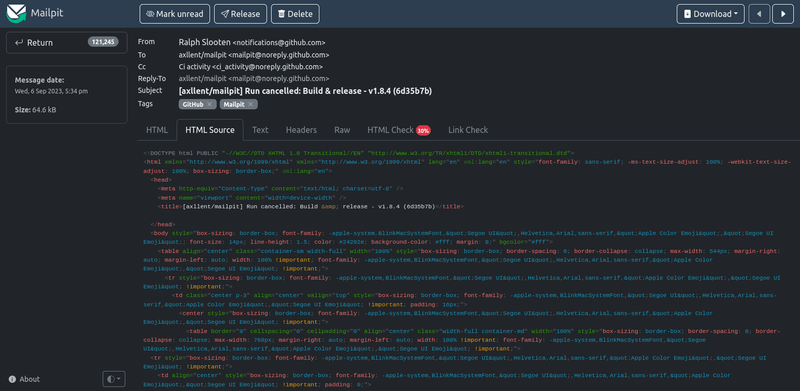 Mailpit
Mark unread
Release
Delete
Download
Return
121,245
Message date:
Wed, 6 Sep 2023, 5:34 pm
Size: 64.6 kB
From Ralph Slooten <notifications@github.com>
To axllent/mailpit <mailpit@noreply.github.com>
Cc Ci activity <ci_activity@noreply.github.com>
Reply-To axllent/mailpit <mailpit@noreply.github.com>
Subject [axllent/mailpit] Run cancelled: Build & release - v1.8.4 (6d35b7b)
Tags GitHub Mailpit
HTML HTML Source Text Headers Raw HTML Check 30% Link Check
<!DOCTYPE html PUBLIC "-//W3C//DTD XHTML 1.0 Transitional//EN" "http://www.w3.org/TR/xhtml1/DTD/xhtml1-transitional.dtd">
<html xmlns="http://www.w3.org/1999/xhtml" xmlns="http://www.w3.org/1999/xhtml" lang="en" xml:lang="en" style="font-family: sans-serif; -ms-text-size-adjust: 100%; -webkit-text-size-
adjust: 100%; box-sizing: border-box;" xml:lang="en">
<head>
<meta http-equiv="Content-Type" content="text/html; charset=utf-8" />
<meta name="viewport" content="width=device-width" />
<title>[axllent/mailpit] Run cancelled: Build &amp; release - v1.8.4 (6d35b7b)</title>
</head>
<body style="box-sizing: border-box; font-family: -apple-system,BlinkMacSystemFont,&quot;Segoe UI&quot;,Helvetica,Arial,sans-serif,&quot;Apple Color Emoji&quot;,&quot;Segoe UI
Emoji&quot;; font-size: 14px; line-height: 1.5; color: #24292e; background-color: #fff; margin: 0;" bgcolor="#fff">
<table align="center" class="container-sm width-full" width="100%" style="box-sizing: border-box; border-spacing: 0; border-collapse: collapse; max-width: 544px; margin-right:
auto; margin-left: auto; width: 100% !important; font-family: -apple-system,BlinkMacSystemFont,&quot;Segoe UI&quot;,Helvetica,Arial,sans-serif,&quot;Apple Color
Emoji&quot;,&quot;Segoe UI Emoji&quot; !important;">
<tr style="box-sizing: border-box; font-family: -apple-system,BlinkMacSystemFont,&quot;Segoe UI&quot;,Helvetica,Arial,sans-serif,&quot;Apple Color Emoji&quot;,&quot;Segoe UI
Emoji&quot; !important;">
<td class="center p-3" align="center" valign="top" style="box-sizing: border-box; font-family: -apple-system,BlinkMacSystemFont,&quot;Segoe UI&quot;,Helvetica,Arial,sans-
serif,&quot;Apple Color Emoji&quot;,&quot;Segoe UI Emoji&quot; !important; padding: 16px;">
<center style="box-sizing: border-box; font-family: -apple-system,BlinkMacSystemFont,&quot;Segoe UI&quot;,Helvetica,Arial,sans-serif,&quot;Apple Color
Emoji&quot;,&quot;Segoe UI Emoji&quot; !important;">
<table border="0" cellspacing="0" cellpadding="0" align="center" class="width-full container-md" width="100%" style="box-sizing: border-box; border-spacing: 0; border-
collapse: collapse; max-width: 768px; margin-right: auto; margin-left: auto; width: 100% !important; font-family: -apple-system,BlinkMacSystemFont,&quot;Segoe
UI&quot;,Helvetica,Arial,sans-serif,&quot;Apple Color Emoji&quot;,&quot;Segoe UI Emoji&quot; !important;">
<tr style="box-sizing: border-box; font-family: -apple-system,BlinkMacSystemFont,&quot;Segoe UI&quot;,Helvetica,Arial,sans-serif,&quot;Apple Color
Emoji&quot;,&quot;Segoe UI Emoji&quot; !important;">
<td align="center" style="box-sizing: border-box; font-family: -apple-system,BlinkMacSystemFont,&quot;Segoe UI&quot;,Helvetica,Arial,sans-serif,&quot;Apple Color
Emoji&quot;,&quot;Segoe UI Emoji&quot; !important; padding: 0;">
About